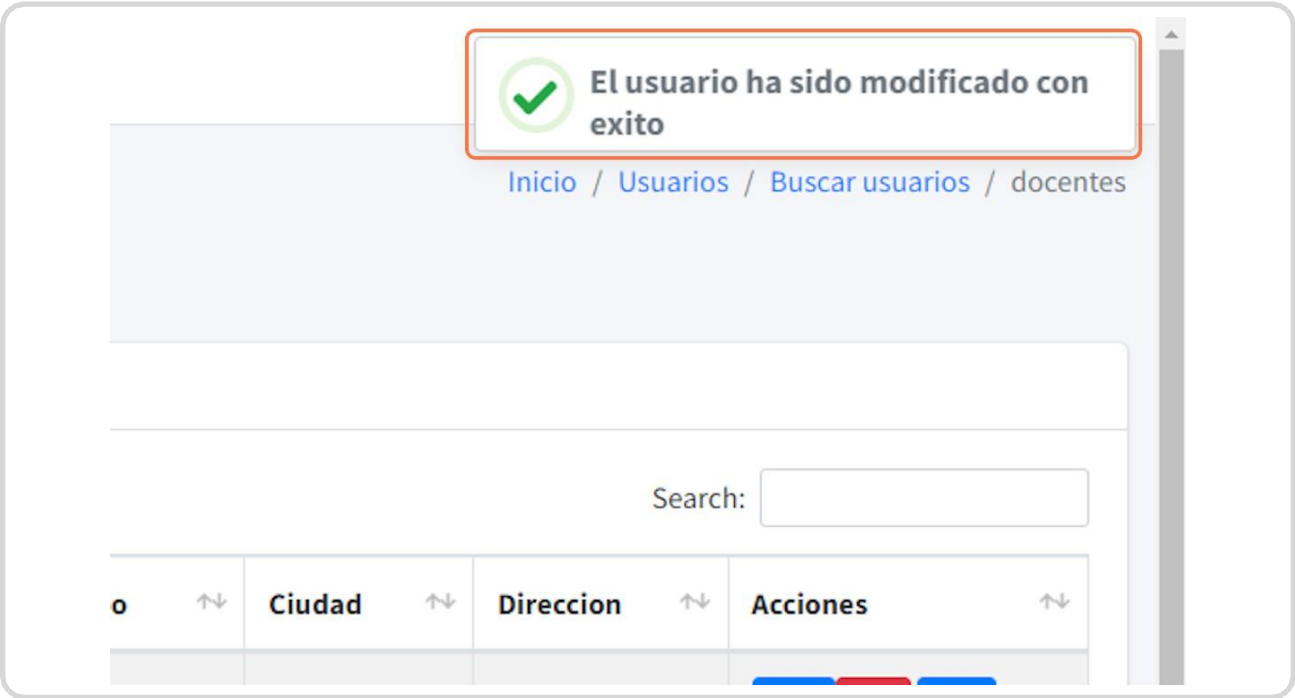 El usuario ha sido modificado con
exito
Inicio / Usuarios / Buscar usuarios / docentes
Search:
o Ciudad Direccion Acciones